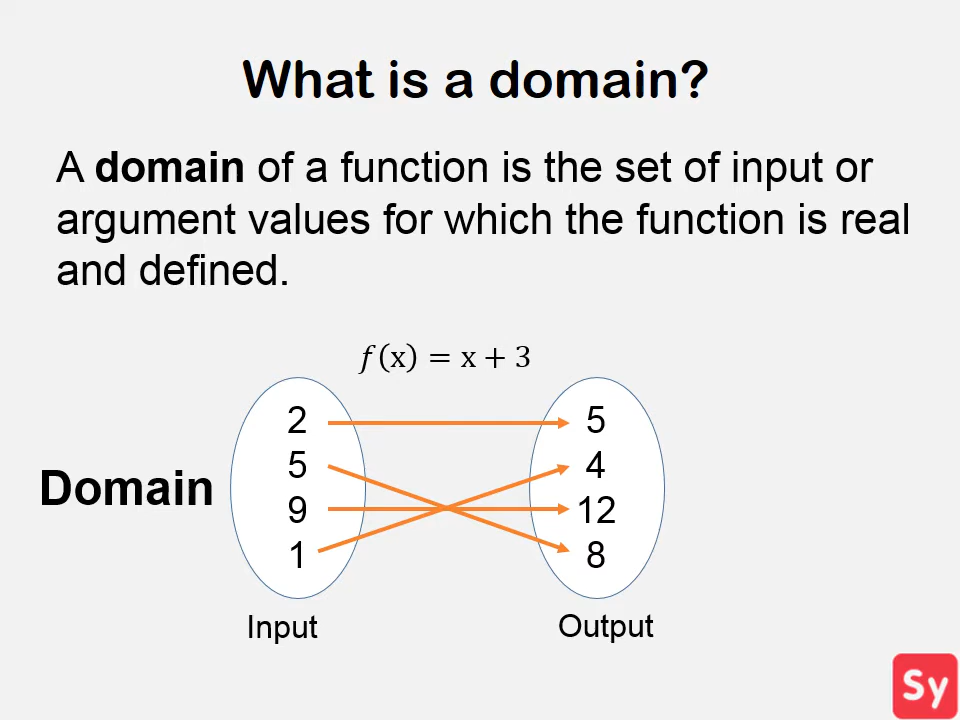 What is a domain?
A domain of a function is the set of input or
argument values for which the function is real
and defined.
f(x) = x + 3
2 5
5 4
Domain
9 12
1 8
Input Output
Sy